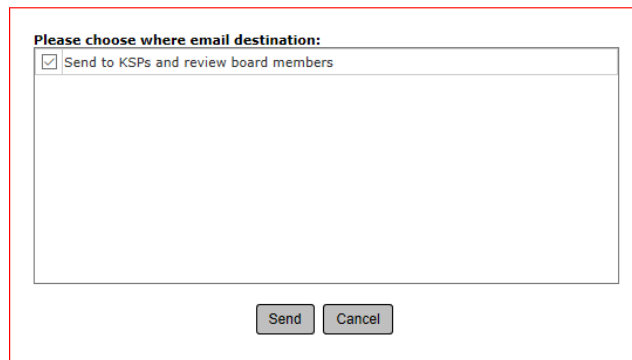 Please choose where email destination:
Send to KSPs and review board members
Send Cancel